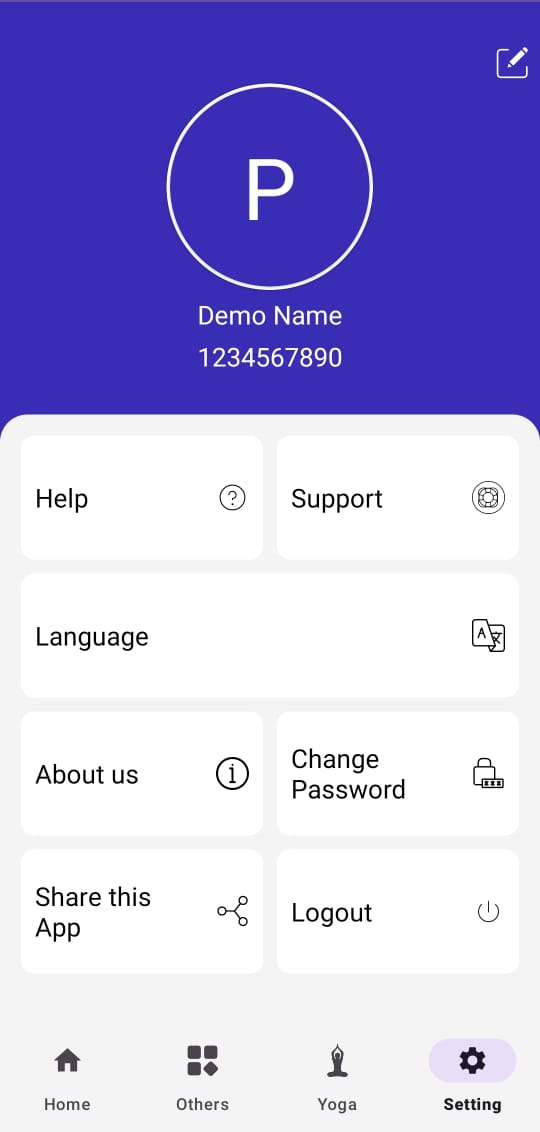 P
Demo Name
1234567890
Help
Support
Language
About us
Change
Password
Share this
App
Logout
Home
Others
Yoga
Setting